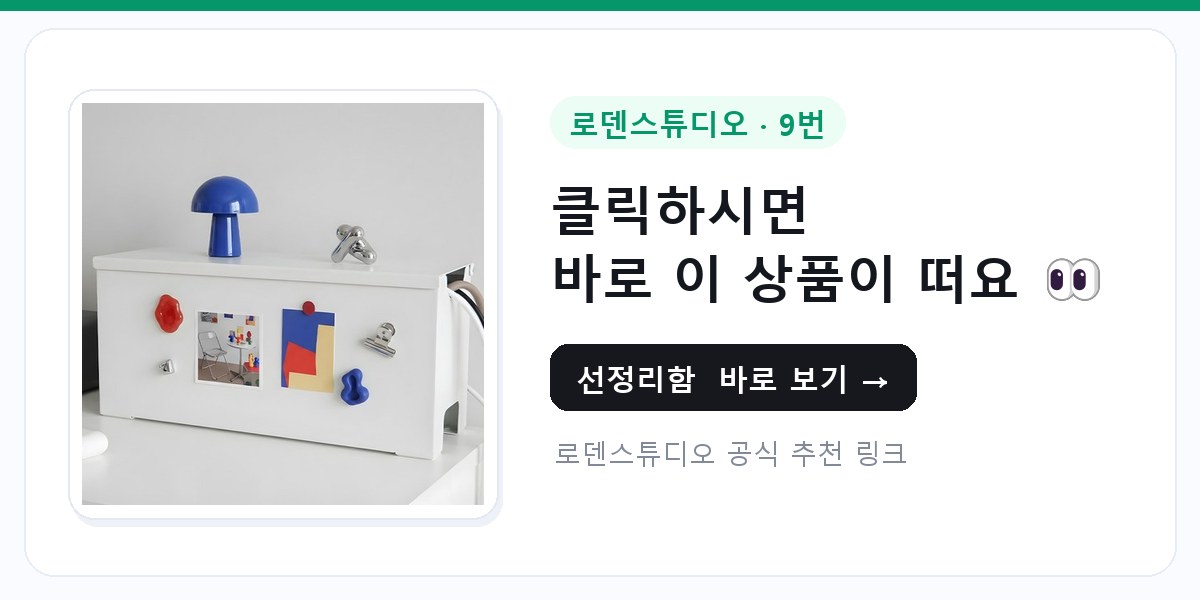 로덴스튜디오 · 9번
클릭하시면
바로 이 상품이 떠요 👀
선정리함 바로 보기 →
로덴스튜디오 공식 추천 링크